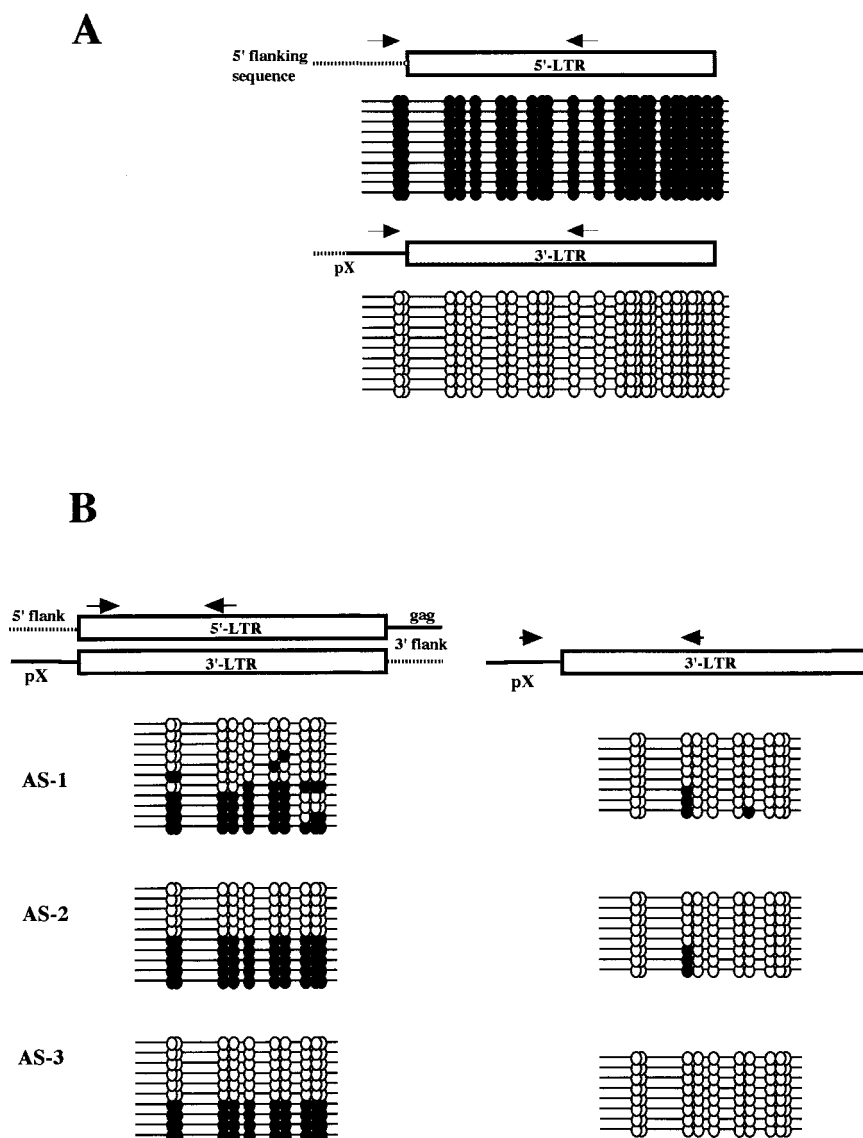 A
5' flanking
sequence
5'-LTR
3'-LTR
pX
B
5' flank
5'-LTR
gag
3' flank
3'-LTR
pX
3'-LTR
pX
AS-1
AS-2
AS-3